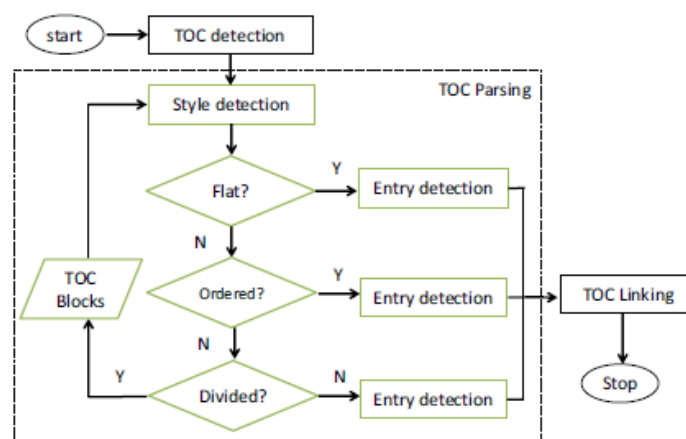 start
TOC detection
TOC Parsing
Style detection
Y
Flat?
Entry detection
N
TOC
Blocks
Y
Ordered?
Entry detection
TOC Linking
N
Y
N
Divided?
Entry detection
Stop